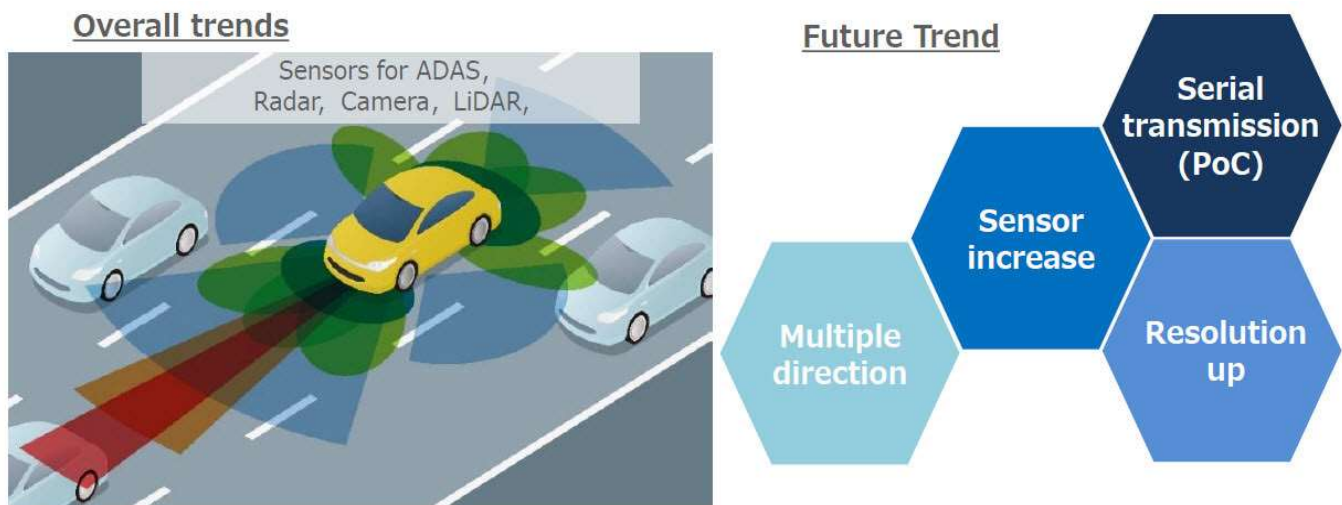 Overall trends
Sensors for ADAS,
Radar, Camera, LiDAR,
Future Trend
Serial
transmission
(PoC)
Sensor
increase
Multiple
direction
Resolution
up